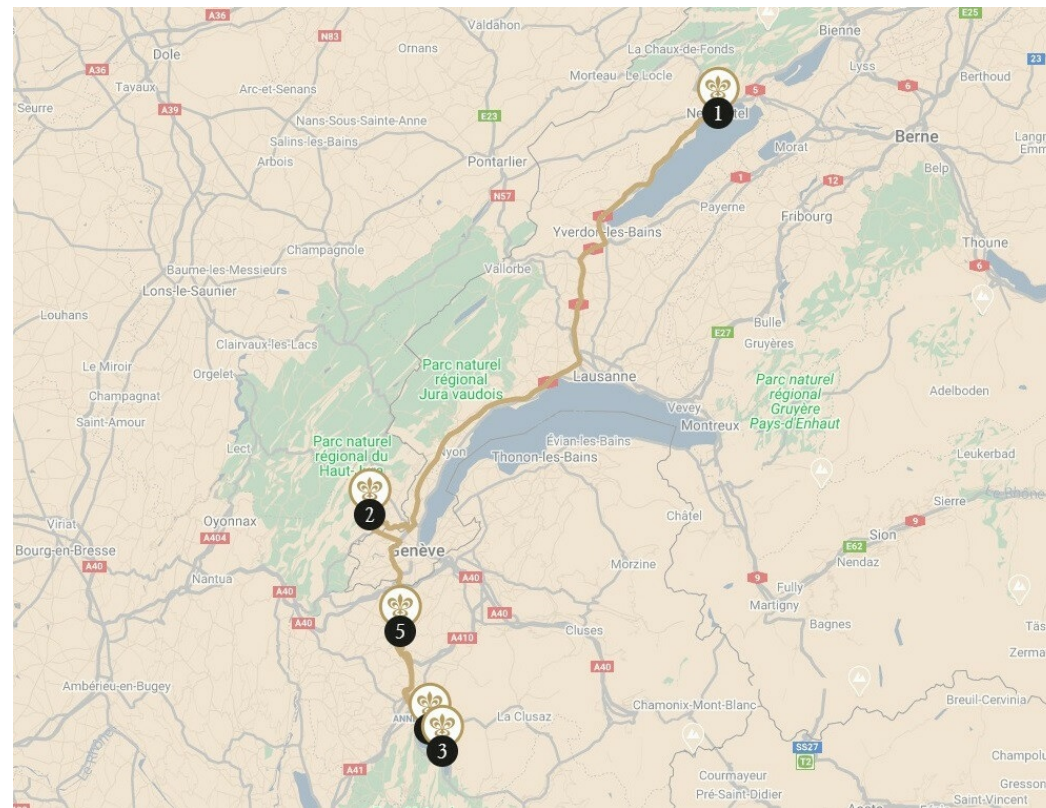 A36
N83
Valdahon
Bienne
E25
Ornans
La Chaux-de-Fonds
Dole
Lyss
23
A36
Morteau
Le Locle
Berthoud
Tavaux
Arc-et-Senans
5
6
Seurre
A39
E23
1
Nans-Sous-Sainte-Anne
Berne
Salins-les-Bains
Morat
Arbois
Pontarlier
Belp
1
12
N57
Payerne
Fribourg
Yverdon-les-Bains
Champagnole
Thoune
Vallorbe
6
Baume-les-Messieurs
Lons-le-Saunier
Louhans
Bulle
E27
Clairvaux-les-Lacs
Gruyères
Le Miroir
Parc naturel
régional
Jura vaudois
Orgelet
Lausanne
Parc naturel
régional
Gruyère
Pays-d'Enhaut
Adelboden
Champagnat
Saint-Amour
Vevey
Montreux
Évian-les-Bains
Parc naturel
régional du
Nyon
Thonon-les-Bains
Leukerbad
Lect
Sierre
Le Rhône
2
Châtel
Oyonnax
Viriat
9
A404
Sion
Bourg-en-Bresse
Genève
E62
Nendaz
A40
Nantua
A40
Morzine
9
Fully
A40
Martigny
A40
A40
Bagnes
5
Cluses
A410
A40
Ambérieu-en-Bugey
La Clusaz
Chamonix-Mont-Blanc
Breuil-Cervinia
3
Le Rhône
SS27
A41
T2
Courmayeur
Pré-Saint-Didier
Saint-Vincent